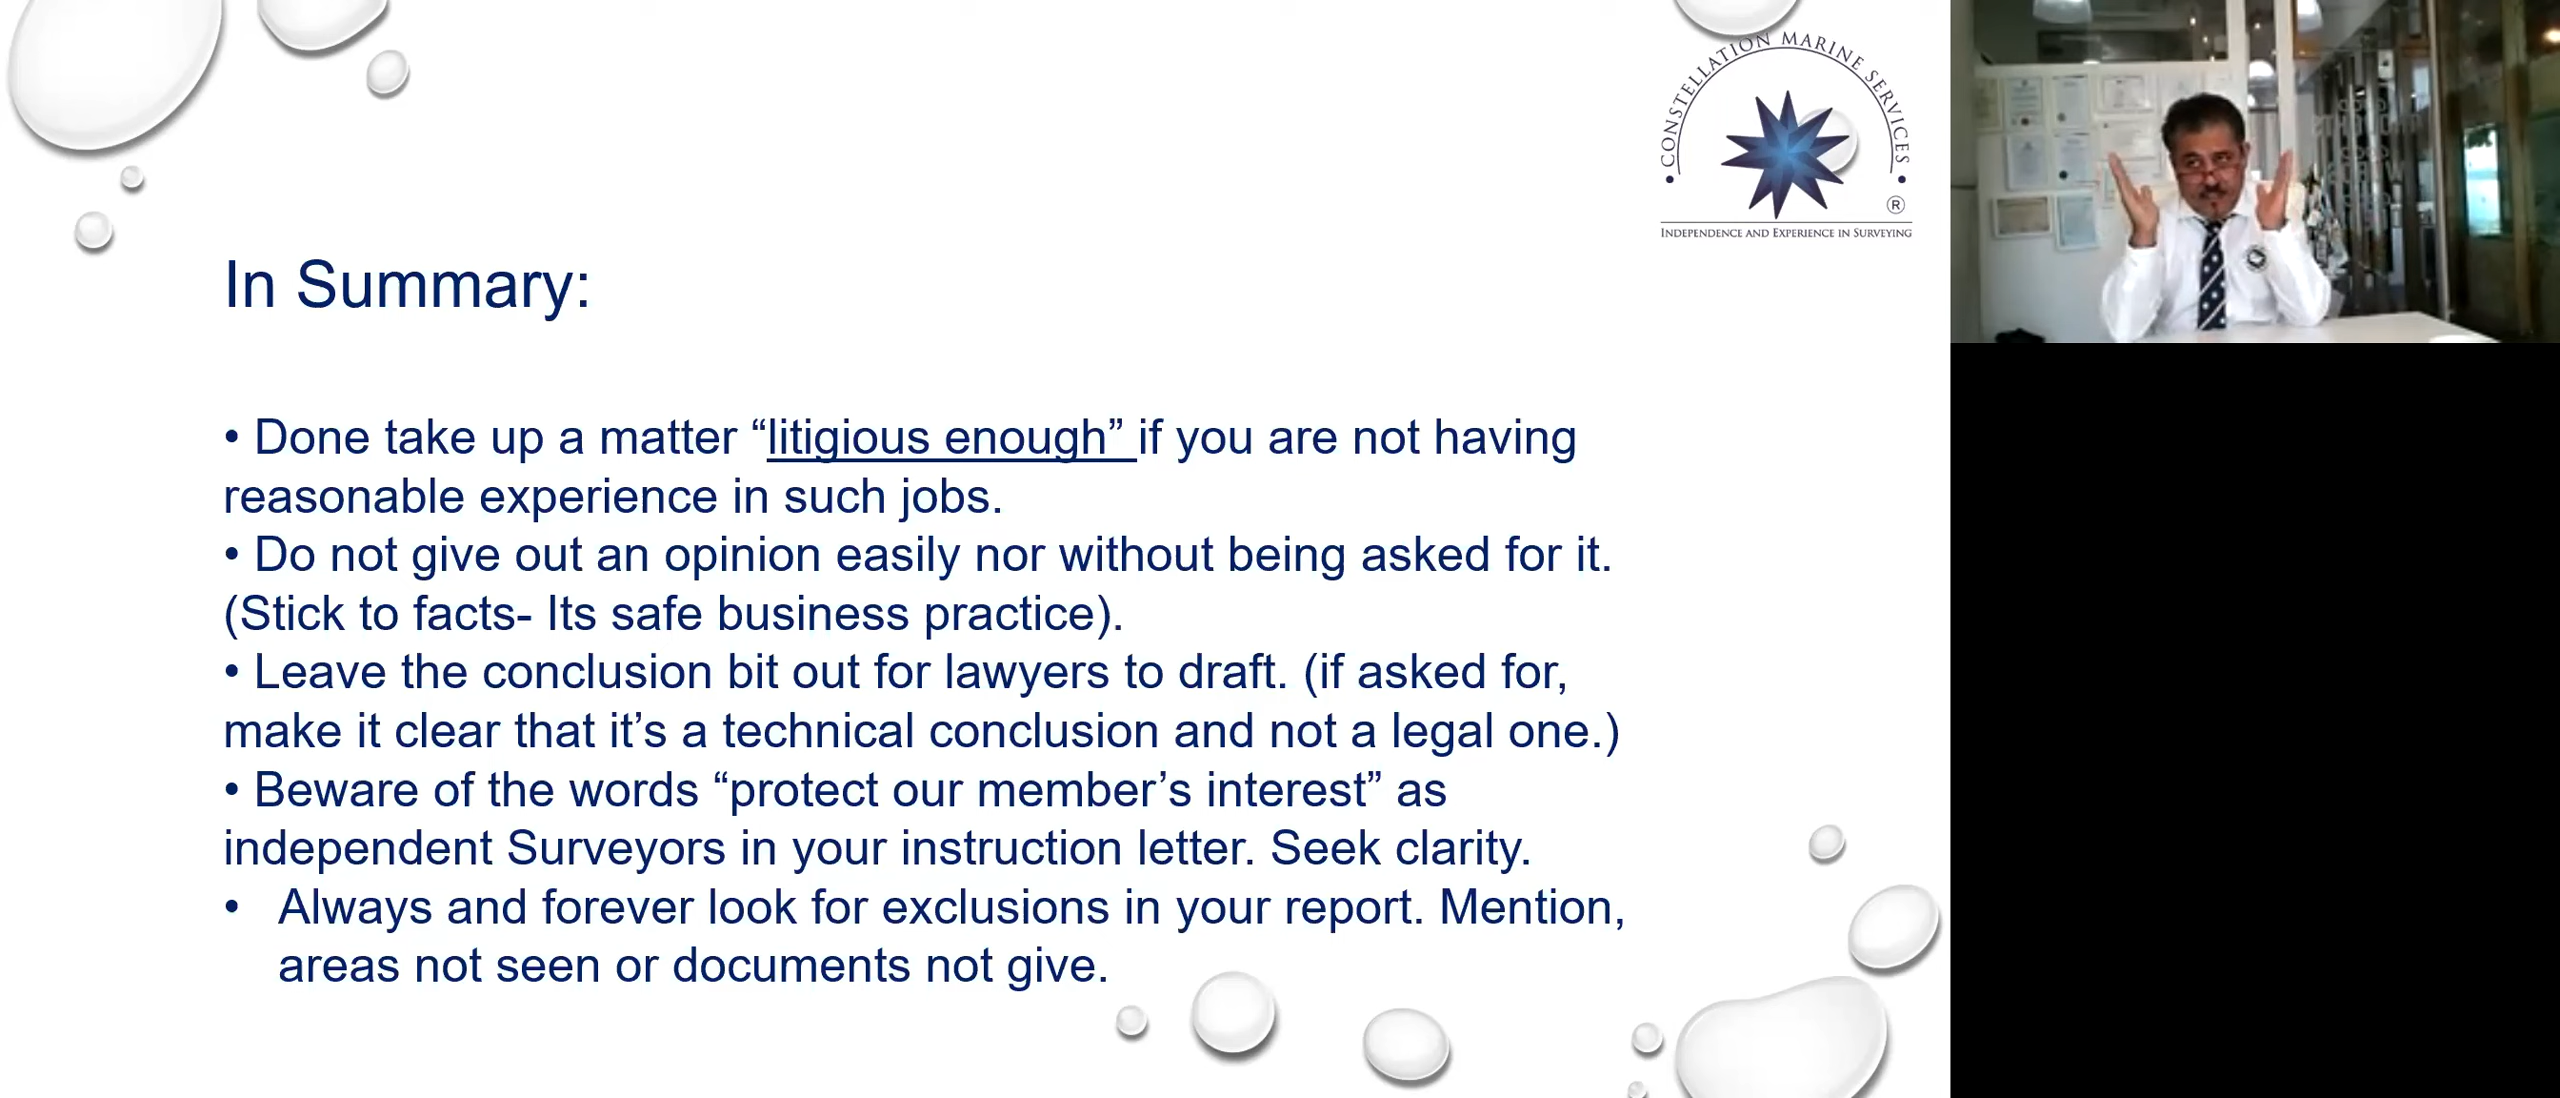 CONSTELLATION MARINE SERVICES
®
INDEPENDENCE AND EXPERIENCE IN SURVEYING
In Summary:
• Done take up a matter “litigious enough” if you are not having
reasonable experience in such jobs.
• Do not give out an opinion easily nor without being asked for it.
(Stick to facts- Its safe business practice).
• Leave the conclusion bit out for lawyers to draft. (if asked for,
make it clear that it’s a technical conclusion and not a legal one.)
• Beware of the words “protect our member’s interest” as
independent Surveyors in your instruction letter. Seek clarity.
• Always and forever look for exclusions in your report. Mention,
areas not seen or documents not give.